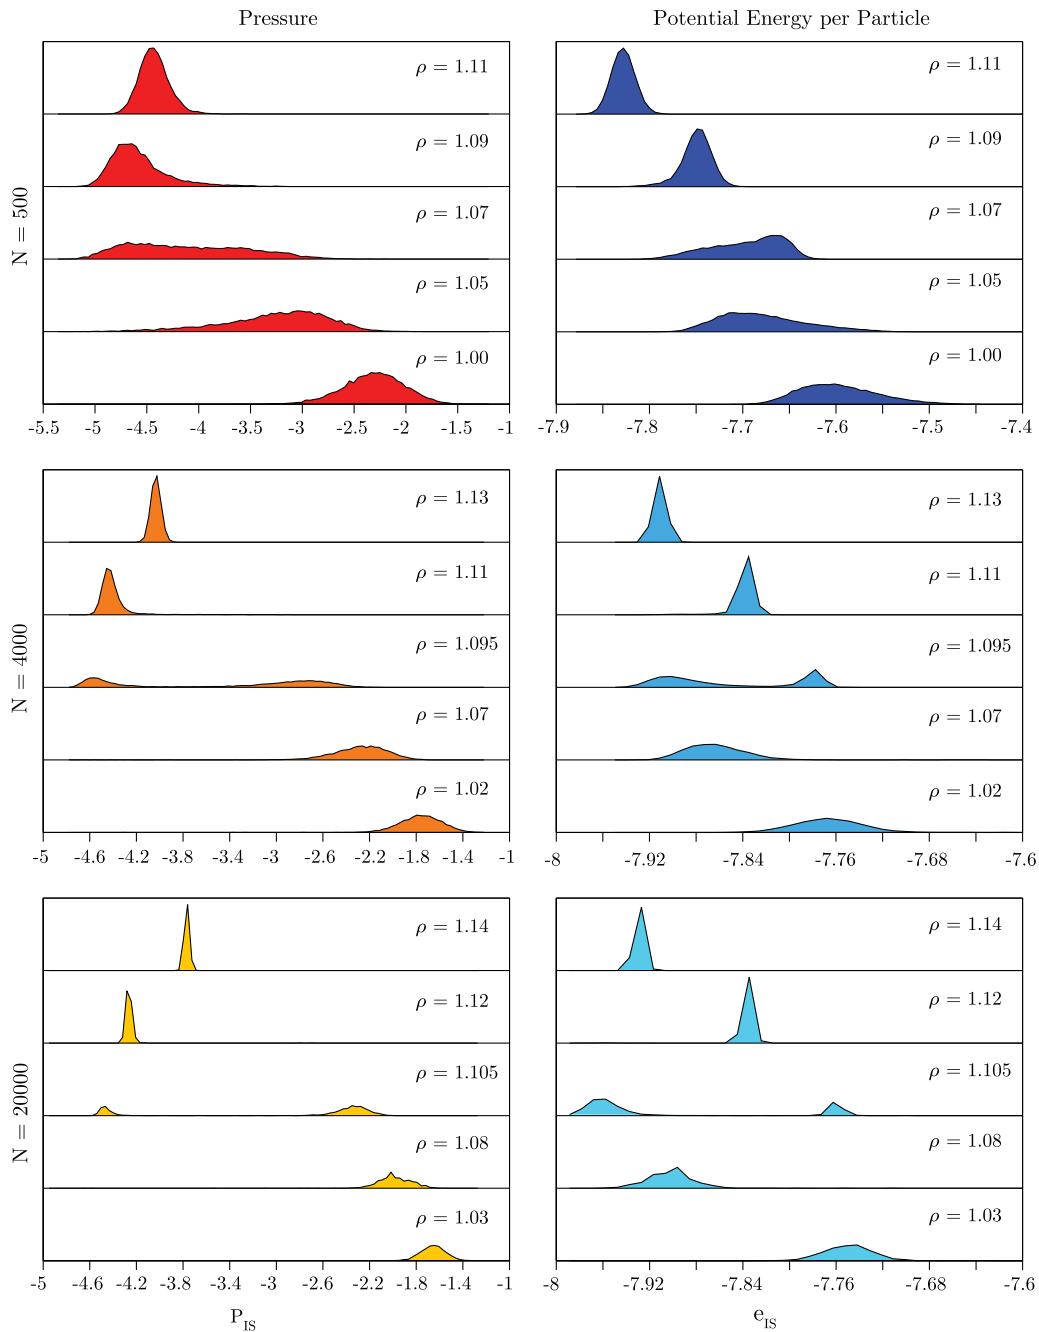 Pressure
Potential Energy per Particle
N = 500
ρ = 1.11
ρ = 1.09
ρ = 1.07
ρ = 1.05
ρ = 1.00
-5.5 -5 -4.5 -4 -3.5 -3 -2.5 -2 -1.5 -1
ρ = 1.11
ρ = 1.09
ρ = 1.07
ρ = 1.05
ρ = 1.00
-7.9 -7.8 -7.7 -7.6 -7.5 -7.4
N = 4000
ρ = 1.13
ρ = 1.11
ρ = 1.095
ρ = 1.07
ρ = 1.02
-5 -4.6 -4.2 -3.8 -3.4 -3 -2.6 -2.2 -1.8 -1.4 -1
ρ = 1.13
ρ = 1.11
ρ = 1.095
ρ = 1.07
ρ = 1.02
-8 -7.92 -7.84 -7.76 -7.68 -7.6
N = 20000
ρ = 1.14
ρ = 1.12
ρ = 1.105
ρ = 1.08
ρ = 1.03
-5 -4.6 -4.2 -3.8 -3.4 -3 -2.6 -2.2 -1.8 -1.4 -1
P_IS
ρ = 1.14
ρ = 1.12
ρ = 1.105
ρ = 1.08
ρ = 1.03
-8 -7.92 -7.84 -7.76 -7.68 -7.6
e_IS